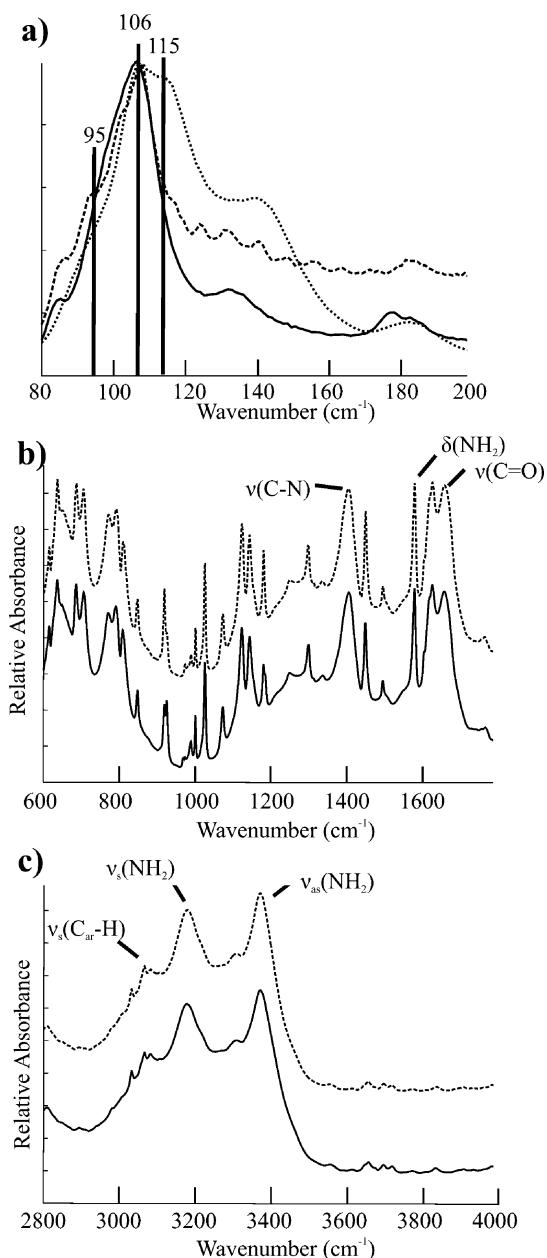 a)
106
115
95
80 100 120 140 160 180 200
Wavenumber (cm⁻¹)
b)
δ(NH₂)
ν(C=O)
ν(C-N)
Relative Absorbance
600 800 1000 1200 1400 1600
Wavenumber (cm⁻¹)
c)
νₛ(NH₂)
νₐₛ(NH₂)
νₛ(Cₐᵣ-H)
Relative Absorbance
2800 3000 3200 3400 3600 3800 4000
Wavenumber (cm⁻¹)